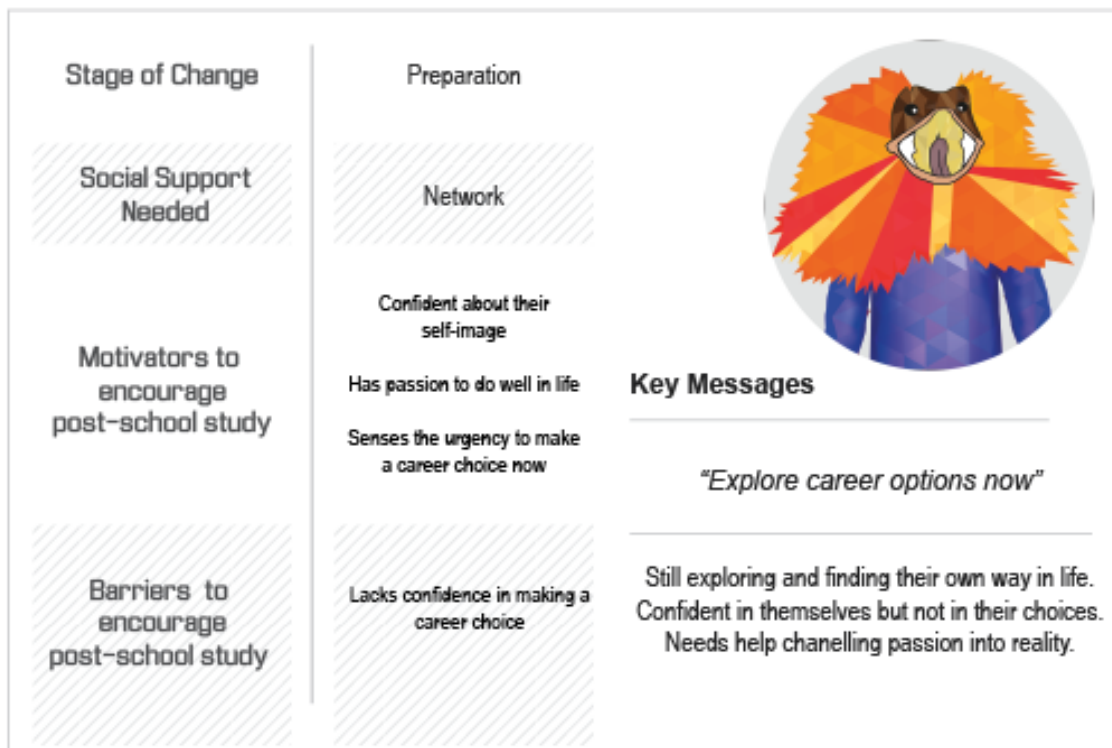 Stage of Change
Preparation
Social Support
Needed
Network
Motivators to
encourage
post-school study
Confident about their
self-image
Has passion to do well in life
Senses the urgency to make
a career choice now
Barriers to
encourage
post-school study
Lacks confidence in making a
career choice
Key Messages
“Explore career options now”
Still exploring and finding their own way in life.
Confident in themselves but not in their choices.
Needs help chanelling passion into reality.